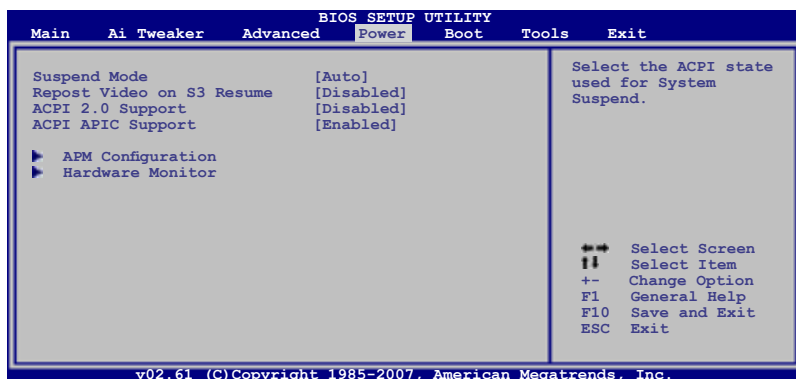 BIOS SETUP UTILITY
Main Ai Tweaker Advanced Power Boot Tools Exit
Suspend Mode [Auto]
Repost Video on S3 Resume [Disabled]
ACPI 2.0 Support [Disabled]
ACPI APIC Support [Enabled]
APM Configuration
Hardware Monitor
Select the ACPI state
used for System
Suspend.
Select Screen
Select Item
+- Change Option
F1 General Help
F10 Save and Exit
ESC Exit
v02.61 (C)Copyright 1985-2007, American Megatrends, Inc.